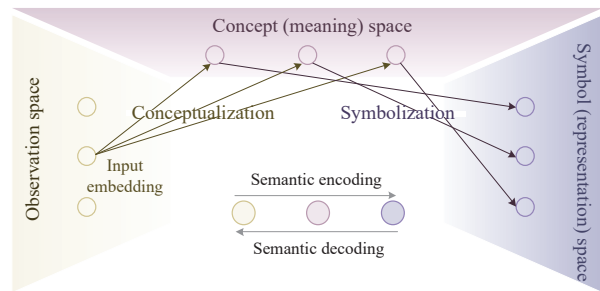 Concept (meaning) space
Observation space
Conceptualization
Symbolization
Symbol (representation) space
Input
embedding
Semantic encoding
Semantic decoding